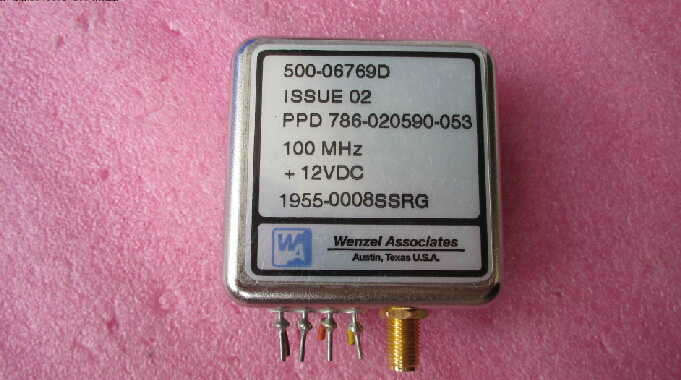 500-06769D
ISSUE 02
PPD 786-020590-053
100 MHz
+ 12VDC
1955-0008SSRG
WA
Wenzel Associates
Austin, Texas U.S.A.